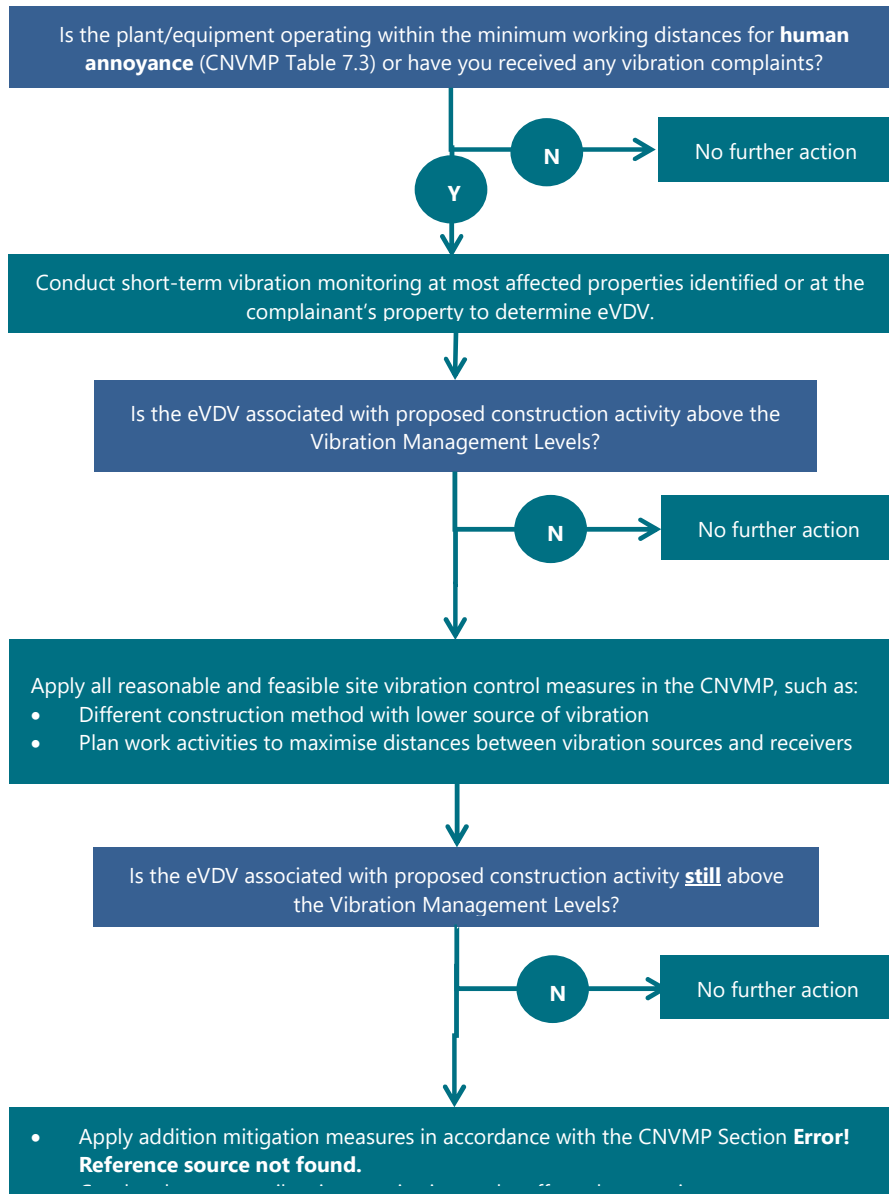 Is the plant/equipment operating within the minimum working distances for human
annoyance (CNVMP Table 7.3) or have you received any vibration complaints?
N
No further action
Y
Conduct short-term vibration monitoring at most affected properties identified or at the
complainant’s property to determine eVDV.
Is the eVDV associated with proposed construction activity above the
Vibration Management Levels?
N
No further action
Apply all reasonable and feasible site vibration control measures in the CNVMP, such as:
• Different construction method with lower source of vibration
• Plan work activities to maximise distances between vibration sources and receivers
Is the eVDV associated with proposed construction activity still above
the Vibration Management Levels?
N
No further action
• Apply addition mitigation measures in accordance with the CNVMP Section Error!
Reference source not found.